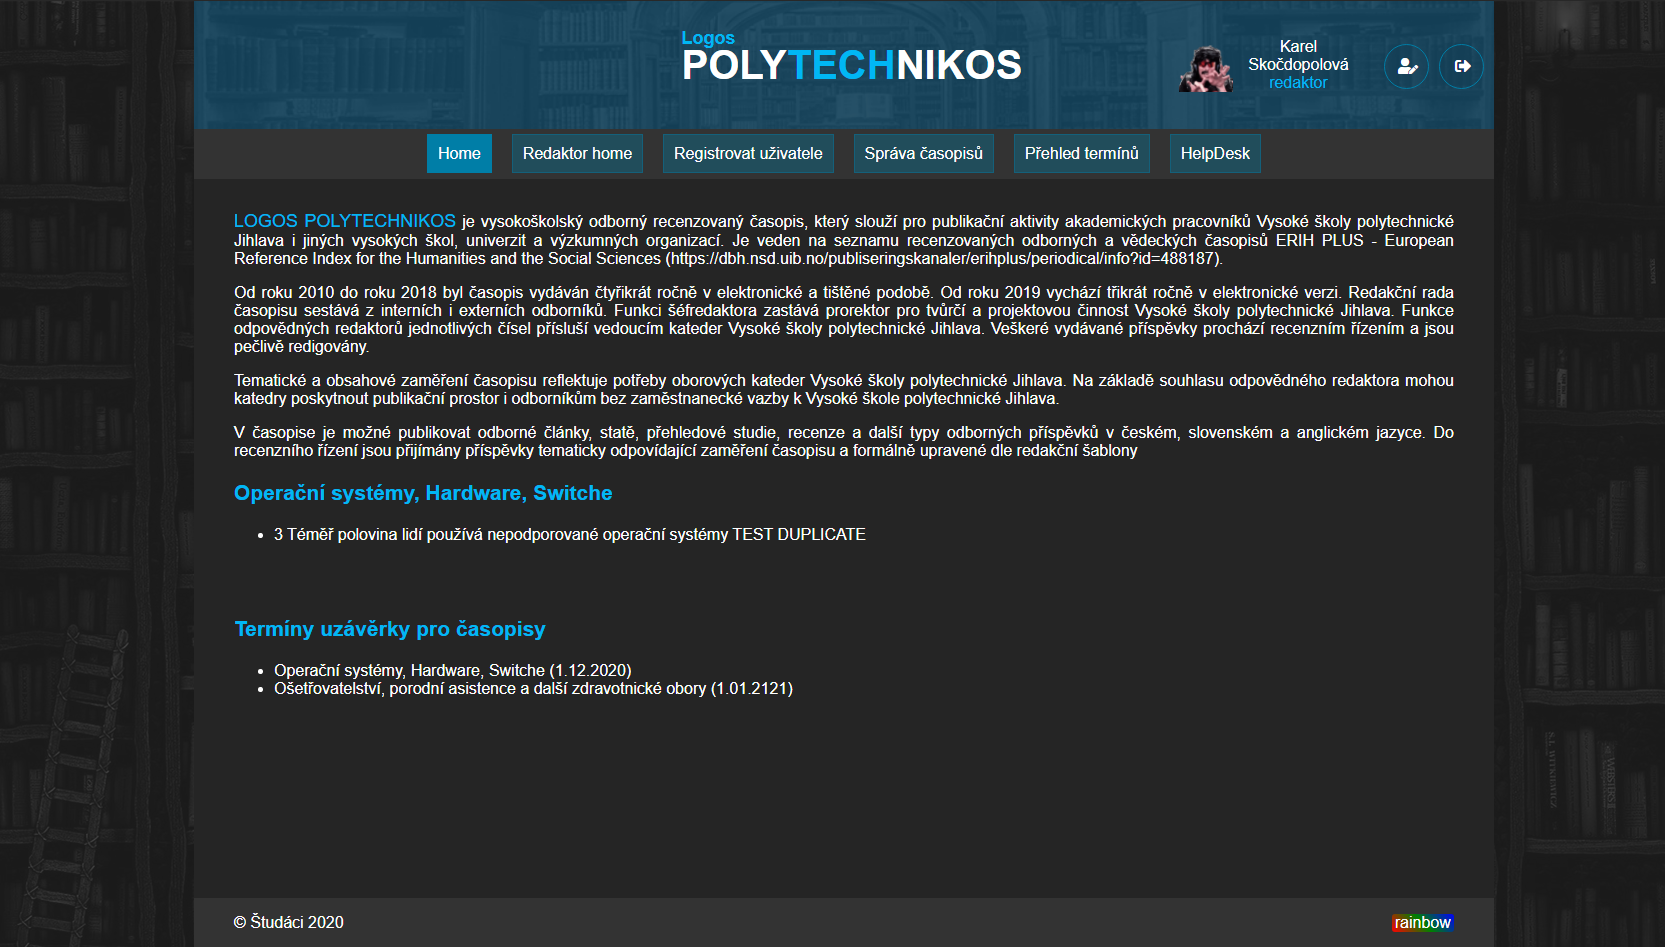 Logos
POLYTECHNIKOS
Karel
Skočdopolová
redaktor
Home
Redaktor home
Registrovat uživatele
Správa časopisů
Přehled termínů
HelpDesk
LOGOS POLYTECHNIKOS je vysokoškolský odborný recenzovaný časopis, který slouží pro publikační aktivity akademických pracovníků Vysoké školy polytechnické
Jihlava i jiných vysokých škol, univerzit a výzkumných organizací. Je veden na seznamu recenzovaných odborných a vědeckých časopisů ERIH PLUS - European
Reference Index for the Humanities and the Social Sciences (https://dbh.nsd.uib.no/publiseringskanaler/erihplus/periodical/info?id=488187).
Od roku 2010 do roku 2018 byl časopis vydáván čtyřikrát ročně v elektronické a tištěné podobě. Od roku 2019 vychází třikrát ročně v elektronické verzi. Redakční rada
časopisu sestává z interních i externích odborníků. Funkci šéfredaktora zastává prorektor pro tvůrčí a projektovou činnost Vysoké školy polytechnické Jihlava. Funkce
odpovědných redaktorů jednotlivých čísel přísluší vedoucím kateder Vysoké školy polytechnické Jihlava. Veškeré vydávané příspěvky prochází recenzním řízením a jsou
pečlivě redigovány.
Tematické a obsahové zaměření časopisu reflektuje potřeby oborových kateder Vysoké školy polytechnické Jihlava. Na základě souhlasu odpovědného redaktora mohou
katedry poskytnout publikační prostor i odborníkům bez zaměstnanecké vazby k Vysoké škole polytechnické Jihlava.
V časopise je možné publikovat odborné články, statě, přehledové studie, recenze a další typy odborných příspěvků v českém, slovenském a anglickém jazyce. Do
recenzního řízení jsou přijímány příspěvky tematicky odpovídající zaměření časopisu a formálně upravené dle redakční šablony
Operační systémy, Hardware, Switche
3 Téměř polovina lidí používá nepodporované operační systémy TEST DUPLICATE
Termíny uzávěrky pro časopisy
Operační systémy, Hardware, Switche (1.12.2020)
Ošetřovatelství, porodní asistence a další zdravotnické obory (1.01.2121)
© Študáci 2020
rainbow